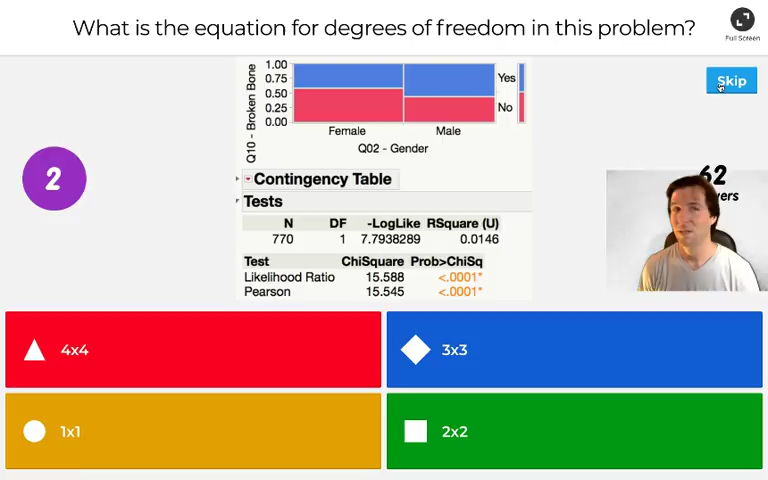 What is the equation for degrees of freedom in this problem?
Full Screen
Skip
Q10 - Broken Bone
1.00
0.75
0.50
0.25
0.00
Yes
No
Female Male
Q02 - Gender
2
62
Contingency Table
Tests
N DF -LogLike RSquare (U)
770 1 7.7938289 0.0146
Test ChiSquare Prob>ChiSq
Likelihood Ratio 15.588 <.0001*
Pearson 15.545 <.0001*
4x4
3x3
1x1
2x2